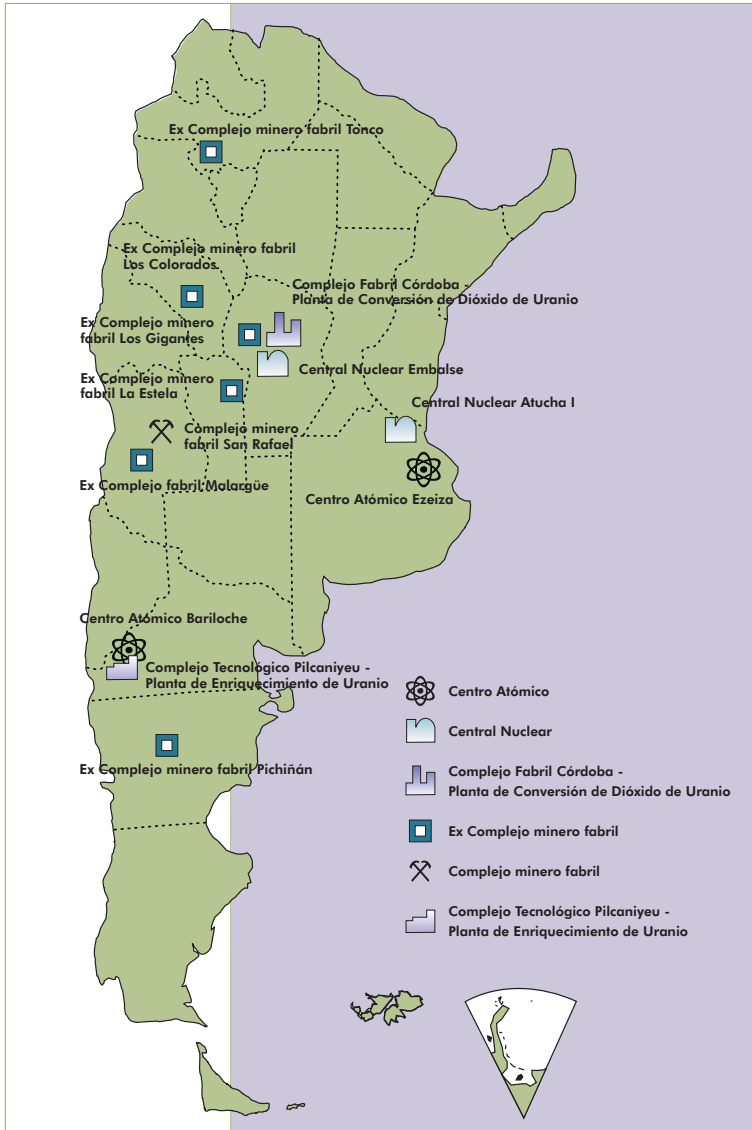 Ex Complejo minero fabril Tonco
Ex Complejo minero fabril
Los Colorados
Complejo Fabril Córdoba -
Planta de Conversión de Dióxido de Uranio
Ex Complejo minero
fabril Los Gigantes
Central Nuclear Embalse
Ex Complejo minero
fabril La Estela
Central Nuclear Atucha I
Complejo minero
fabril San Rafael
Ex Complejo fabril Malargüe
Centro Atómico Ezeiza
Centro Atómico Bariloche
Complejo Tecnológico Pilcaniyeu -
Planta de Enriquecimiento de Uranio
Ex Complejo minero fabril Pichiñán
Centro Atómico
Central Nuclear
Complejo Fabril Córdoba -
Planta de Conversión de Dióxido de Uranio
Ex Complejo minero fabril
Complejo minero fabril
Complejo Tecnológico Pilcaniyeu -
Planta de Enriquecimiento de Uranio